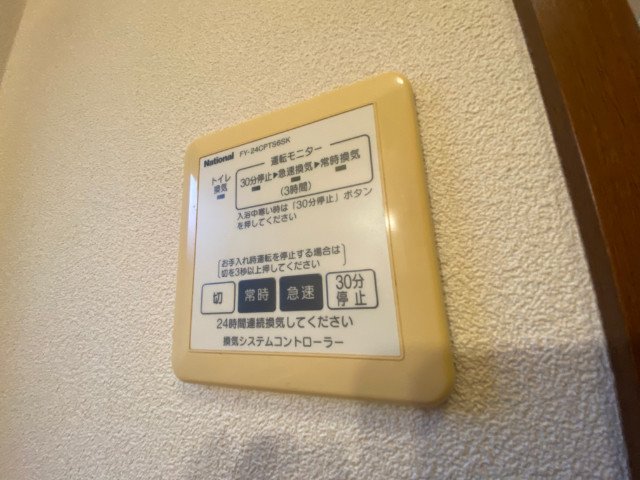 National FY-24CPTS6SK
運転モニター
トイレ換気
30分停止▶急速換気▶常時換気
(3時間)
入浴中寒い時は「30分停止」ボタン
を押してください
お手入れ時運転を停止する場合は
切を3秒以上押してください
切 常時 急速 30分停止
24時間連続換気してください
換気システムコントローラー